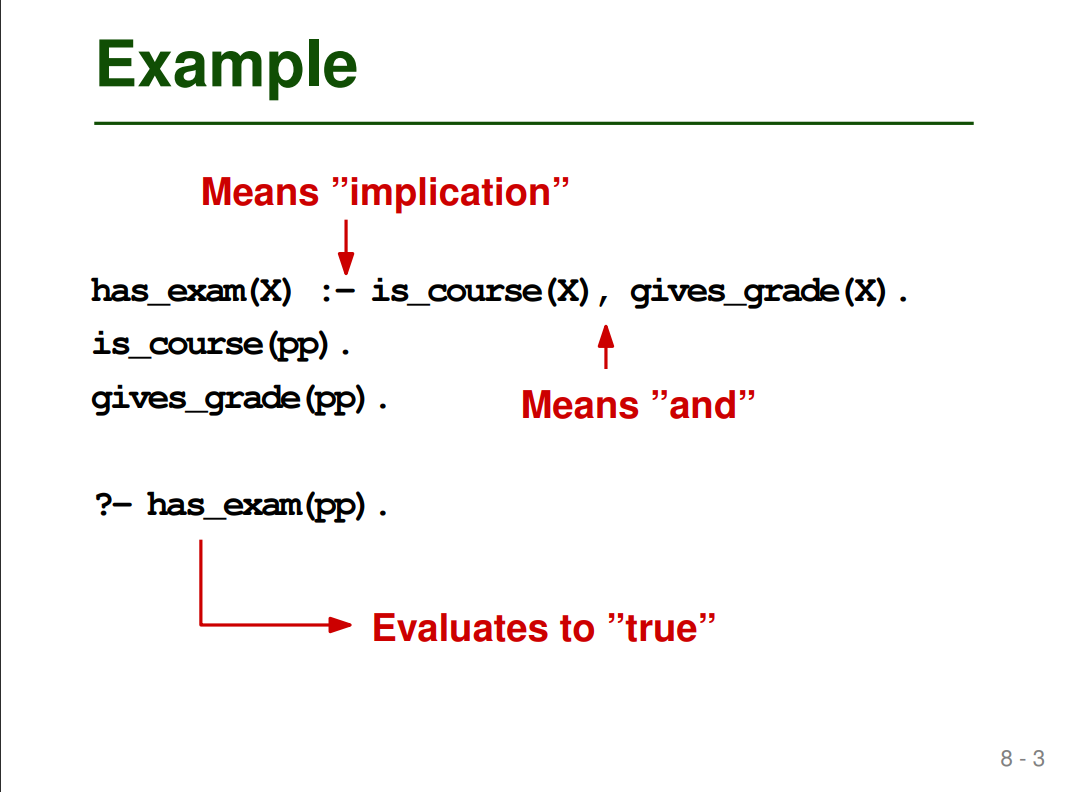 Example
Means ”implication”
has_exam(X) :- is_course(X), gives_grade(X).
is_course(pp).
gives_grade(pp).
Means ”and”
?- has_exam(pp).
Evaluates to ”true”
8 - 3